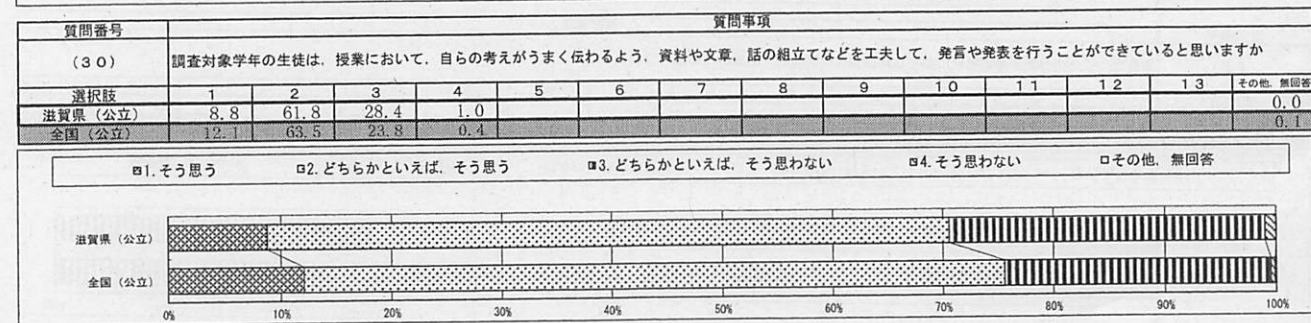 質問番号 質問事項
(30) 調査対象学年の生徒は，授業において，自らの考えがうまく伝わるよう，資料や文章，話の組立てなどを工夫して，発言や発表を行うことができていると思いますか
選択肢 1 2 3 4 5 6 7 8 9 10 11 12 13 その他，無回答
滋賀県（公立） 8.8 61.8 28.4 1.0 0.0
全国（公立） 12.1 63.5 23.8 0.4 0.1
1.そう思う 2.どちらかといえば，そう思う 3.どちらかといえば，そう思わない 4.そう思わない その他，無回答
滋賀県（公立）
全国（公立）
0% 10% 20% 30% 40% 50% 60% 70% 80% 90% 100%